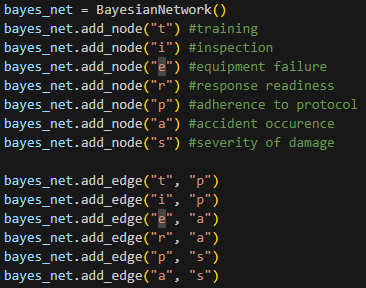 bayes_net = BayesianNetwork()
bayes_net.add_node("t") #training
bayes_net.add_node("i") #inspection
bayes_net.add_node("e") #equipment failure
bayes_net.add_node("r") #response readiness
bayes_net.add_node("p") #adherence to protocol
bayes_net.add_node("a") #accident occurence
bayes_net.add_node("s") #severity of damage
bayes_net.add_edge("t", "p")
bayes_net.add_edge("i", "p")
bayes_net.add_edge("e", "a")
bayes_net.add_edge("r", "a")
bayes_net.add_edge("p", "s")
bayes_net.add_edge("a", "s")